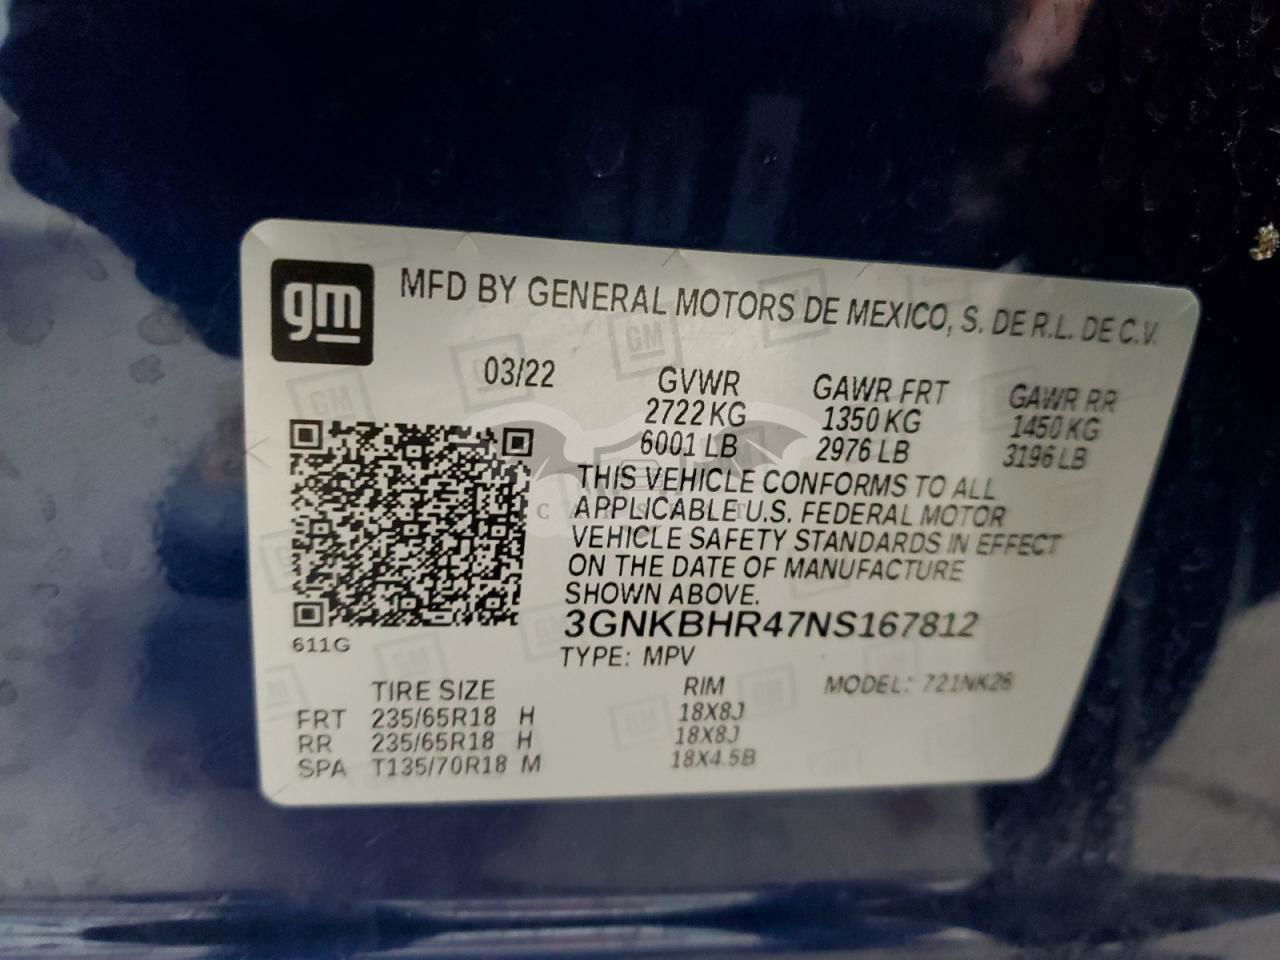 gm
MFD BY GENERAL MOTORS DE MEXICO, S. DE R.L. DE C.V.
03/22 GVWR GAWR FRT GAWR RR
2722 KG 1350 KG 1450 KG
6001 LB 2976 LB 3196 LB
THIS VEHICLE CONFORMS TO ALL
APPLICABLE U.S. FEDERAL MOTOR
VEHICLE SAFETY STANDARDS IN EFFECT
ON THE DATE OF MANUFACTURE
SHOWN ABOVE.
3GNKBHR47NS167812
611G
TYPE: MPV
TIRE SIZE RIM MODEL: 721NK26
FRT 235/65R18 H 18X8J
RR 235/65R18 H 18X8J
SPA T135/70R18 M 18X4.5B